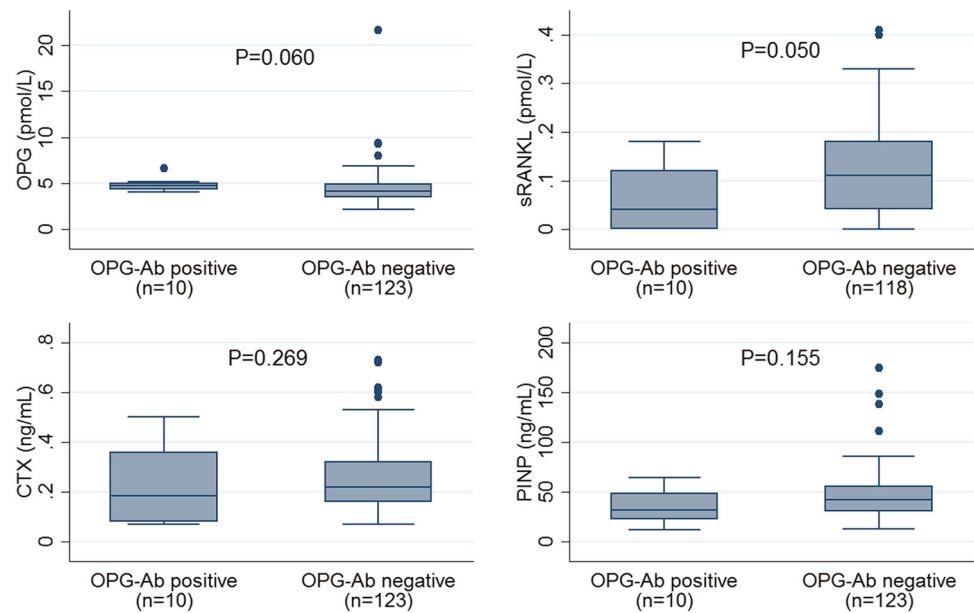 P=0.060
OPG (pmol/L)
20
15
10
5
0
OPG-Ab positive
(n=10)
OPG-Ab negative
(n=123)
P=0.050
sRANKL (pmol/L)
.4
.3
.2
.1
0
OPG-Ab positive
(n=10)
OPG-Ab negative
(n=118)
P=0.269
CTX (ng/mL)
.8
.6
.4
.2
0
OPG-Ab positive
(n=10)
OPG-Ab negative
(n=123)
P=0.155
PINP (ng/mL)
200
150
100
50
0
OPG-Ab positive
(n=10)
OPG-Ab negative
(n=123)